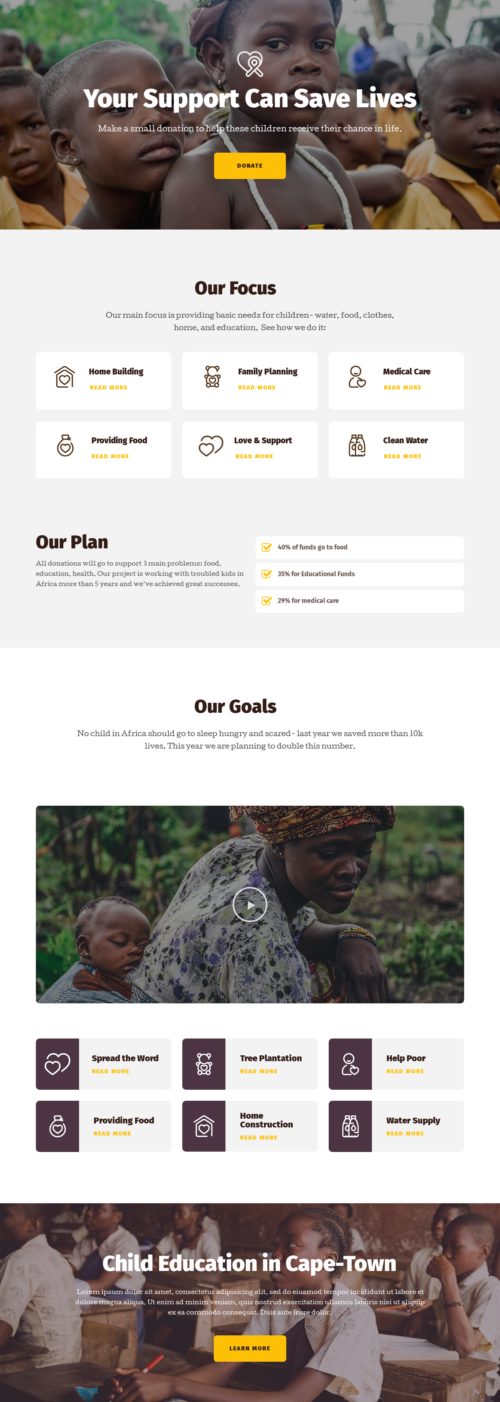 Your Support Can Save Lives
Make a small donation to help these children receive their chance in life.
DONATE
Our Focus
Our main focus is providing basic needs for children- water, food, clothes,
home, and education. See how we do it:
Home Building
READ MORE
Family Planning
READ MORE
Medical Care
READ MORE
Providing Food
READ MORE
Love & Support
READ MORE
Clean Water
READ MORE
Our Plan
All donations will go to support 3 main problems: food,
education, health. Our project is working with troubled kids in
Africa more than 5 years and we've achieved great successes.
40% of funds go to food
35% for Educational Funds
29% for medical care
Our Goals
No child in Africa should go to sleep hungry and scared- last year we saved more than 10k
lives. This year we are planning to double this number.
Spread the Word
READ MORE
Tree Plantation
READ MORE
Help Poor
READ MORE
Providing Food
READ MORE
Home
Construction
READ MORE
Water Supply
READ MORE
Child Education in Cape-Town
Lorem ipsum dolor sit amet, consectetur adipisicing elit, sed do eiusmod tempor incididunt ut labore et
dolore magna aliqua. Ut enim ad minim veniam, quis nostrud exercitation ullamco laboris nisi ut aliquip
ex ea commodo consequat. Duis aute irure dolor.
LEARN MORE